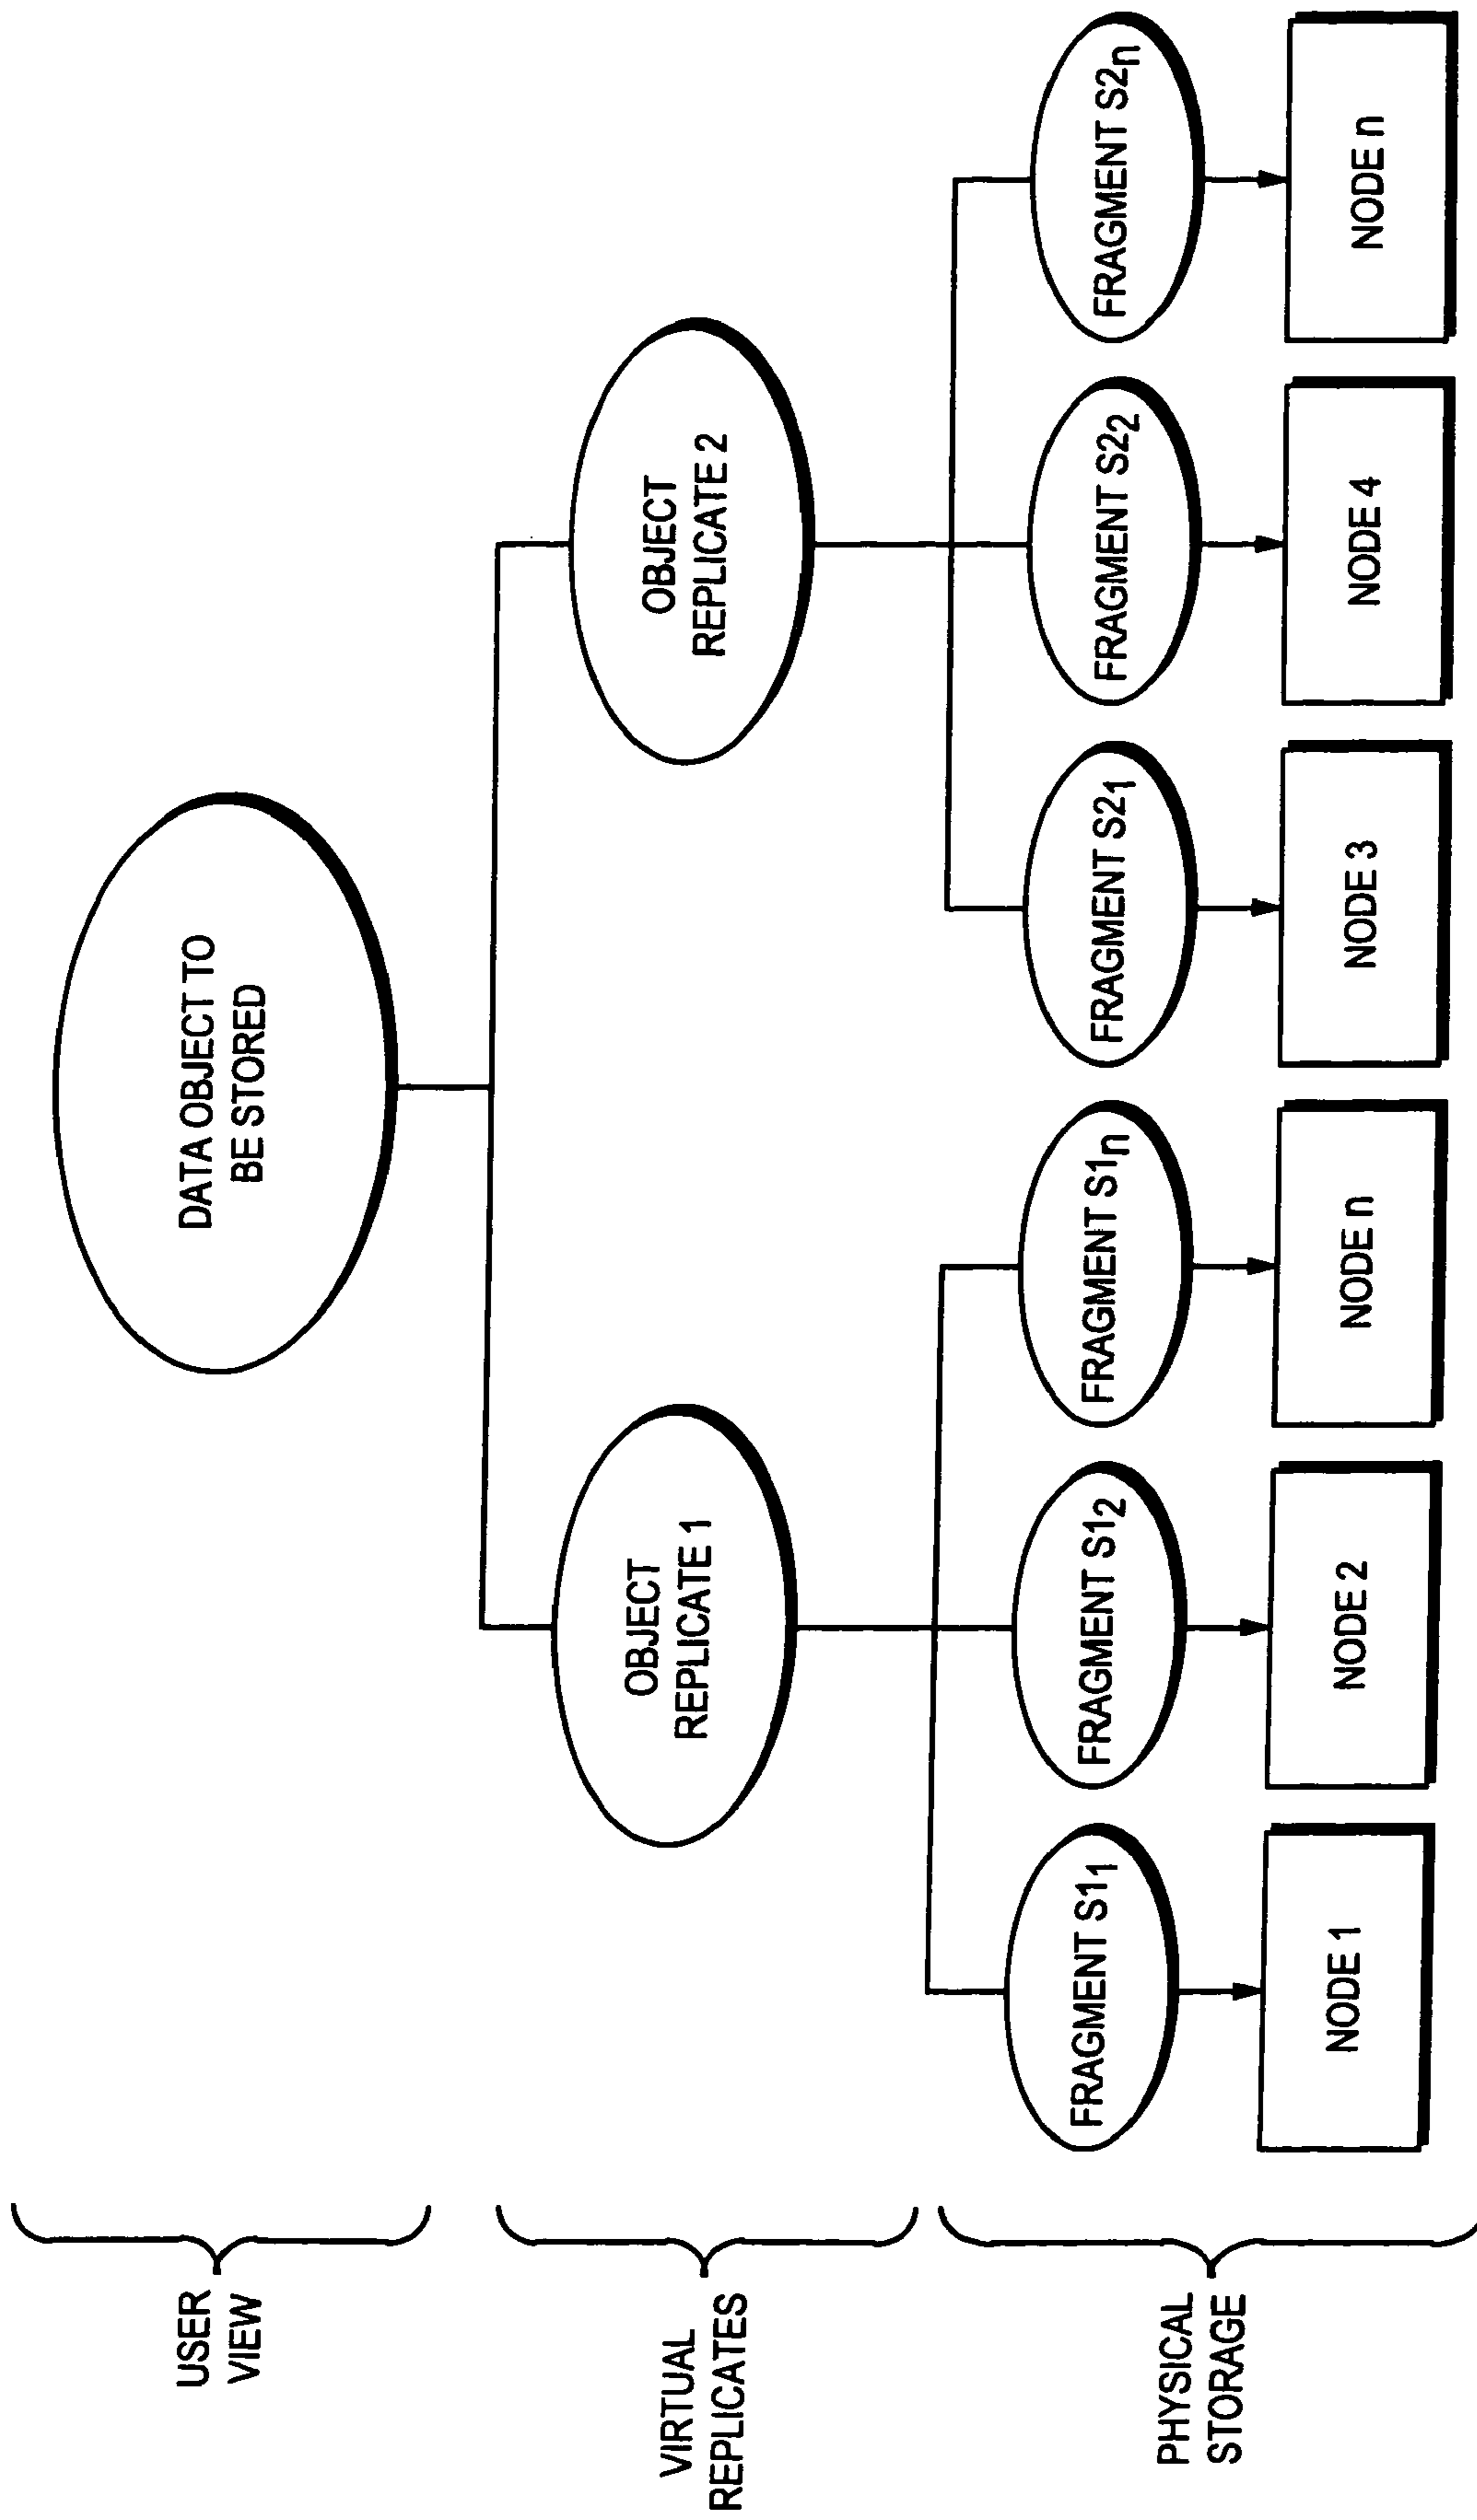 USER
VIEW
DATA OBJECT TO
BE STORED
VIRTUAL
REPLICATES
OBJECT
REPLICATE 1
OBJECT
REPLICATE 2
PHYSICAL
STORAGE
FRAGMENT S1₁
FRAGMENT S1₂
FRAGMENT S1n
FRAGMENT S2₁
FRAGMENT S2₂
FRAGMENT S2n
NODE 1
NODE 2
NODE n
NODE 3
NODE 4
NODE n